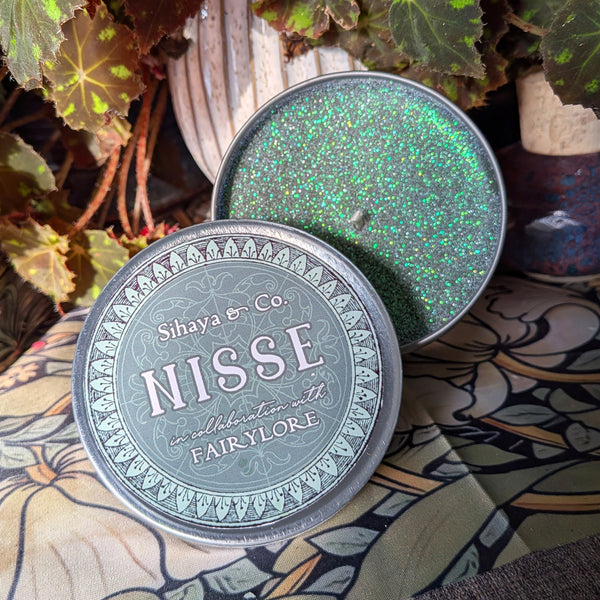 Sihaya & Co.
NISSE
in collaboration with
FAIRYLORE